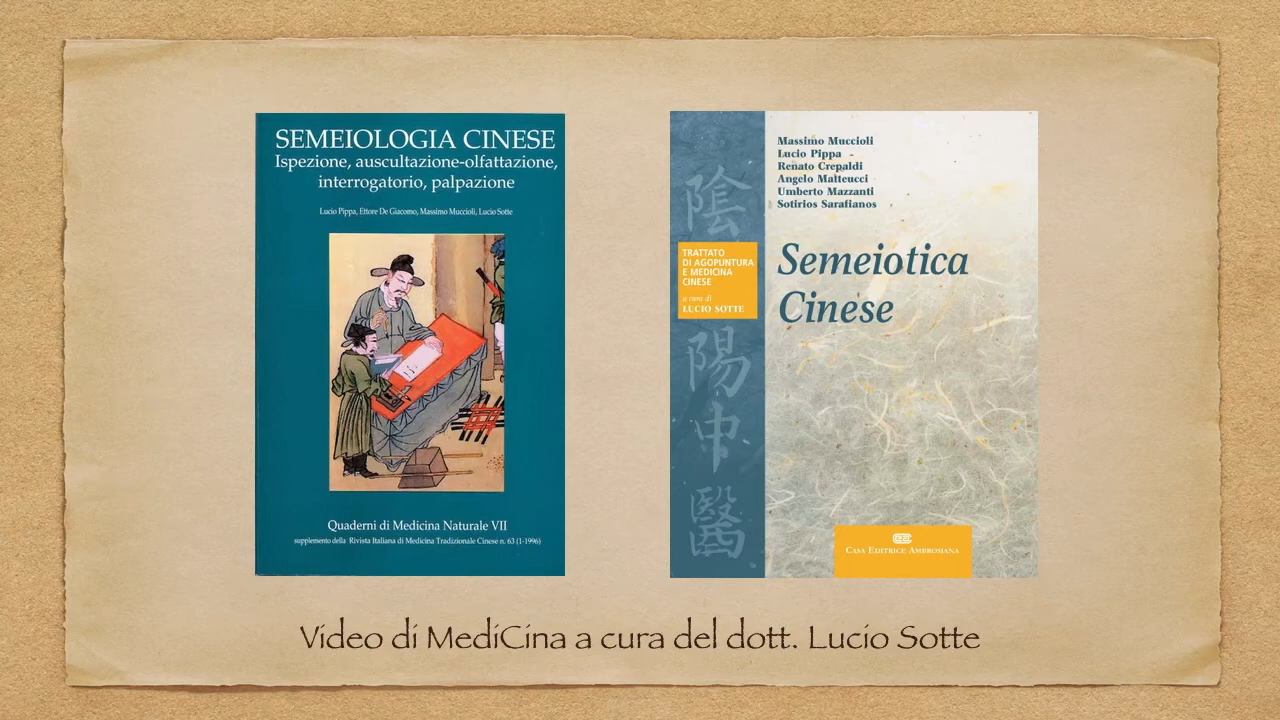 SEMEIOLOGIA CINESE
Ispezione, auscultazione-olfattazione,
interrogatorio, palpazione
Lucio Pippa, Ettore De Giacomo, Massimo Muccioli, Lucio Sotte
Quaderni di Medicina Naturale VII
supplemento della Rivista Italiana di Medicina Tradizionale Cinese n. 63 (1-1996)
Massimo Muccioli
Lucio Pippa
Renato Crepaldi
Angelo Matteucci
Umberto Mazzanti
Sotirios Sarafianos
陰
陽
中
醫
TRATTATO
DI AGOPUNTURA
E MEDICINA
CINESE
a cura di
LUCIO SOTTE
Semeiotica
Cinese
CASA EDITRICE AMBROSIANA
Video di MediCina a cura del dott. Lucio Sotte